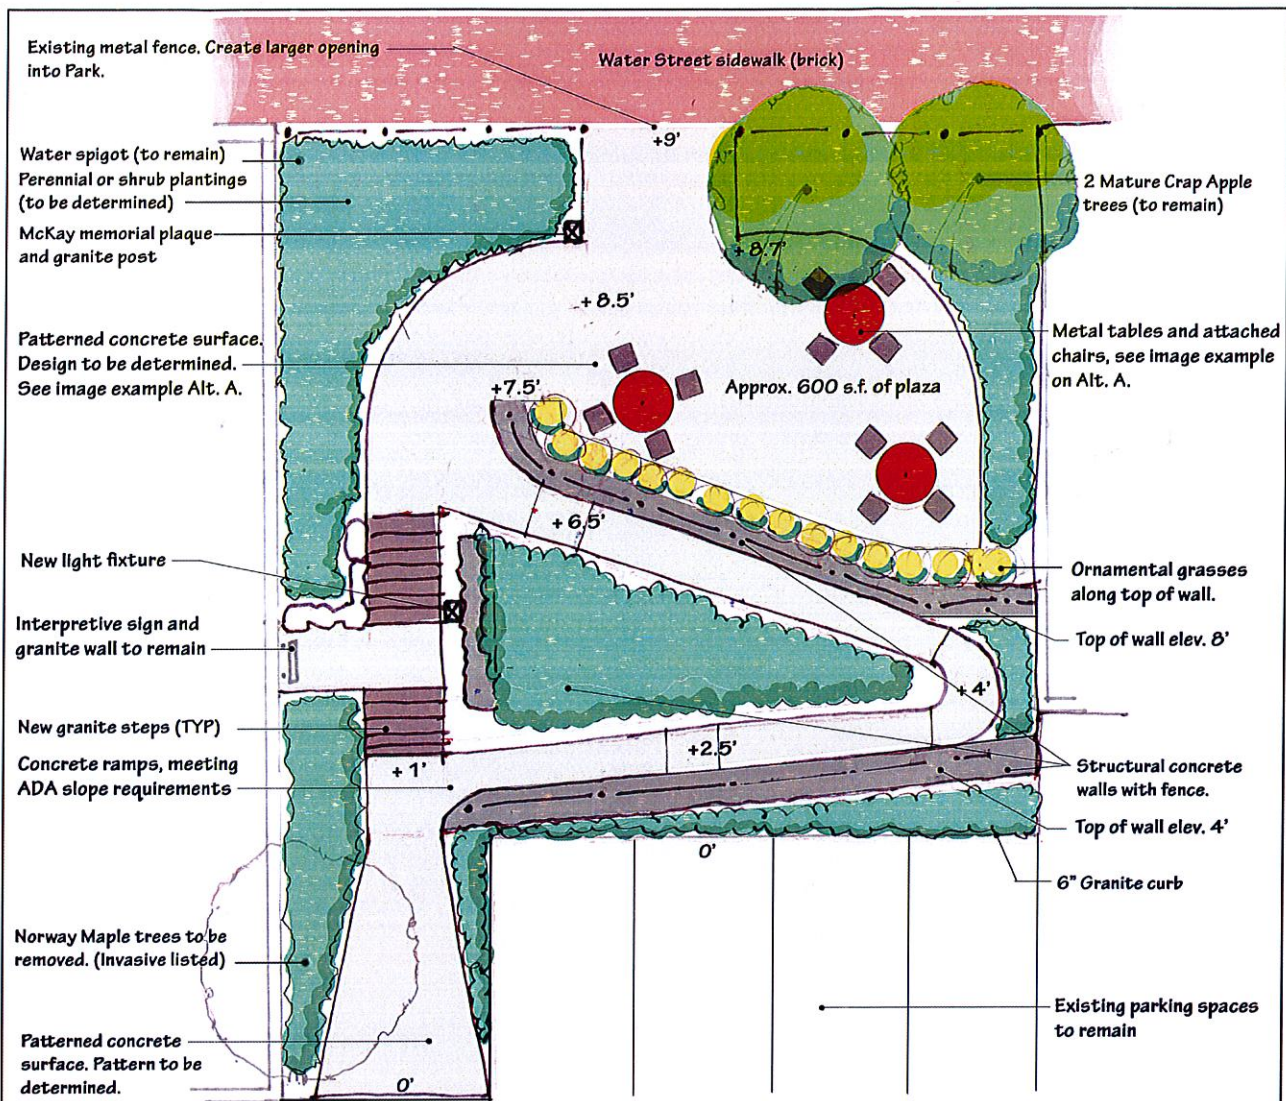 Existing metal fence. Create larger opening
into Park.
Water Street sidewalk (brick)
+9'
Water spigot (to remain)
Perennial or shrub plantings
(to be determined)
McKay memorial plaque
and granite post
2 Mature Crap Apple
trees (to remain)
+8.7'
+8.5'
Patterned concrete surface.
Design to be determined.
See image example Alt. A.
Metal tables and attached
chairs, see image example
on Alt. A.
+7.5'
Approx. 600 s.f. of plaza
+6.5'
New light fixture
Ornamental grasses
along top of wall.
Interpretive sign and
granite wall to remain
Top of wall elev. 8'
+4'
New granite steps (TYP)
+2.5'
Concrete ramps, meeting
ADA slope requirements
+1'
Structural concrete
walls with fence.
Top of wall elev. 4'
0'
6" Granite curb
Norway Maple trees to be
removed. (Invasive listed)
Existing parking spaces
to remain
Patterned concrete
surface. Pattern to be
determined.
0'